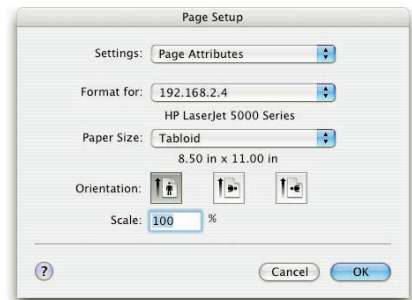 Page Setup
Settings: Page Attributes
Format for: 192.168.2.4
HP LaserJet 5000 Series
Paper Size: Tabloid
8.50 in x 11.00 in
Orientation:
Scale: 100 %
? Cancel OK